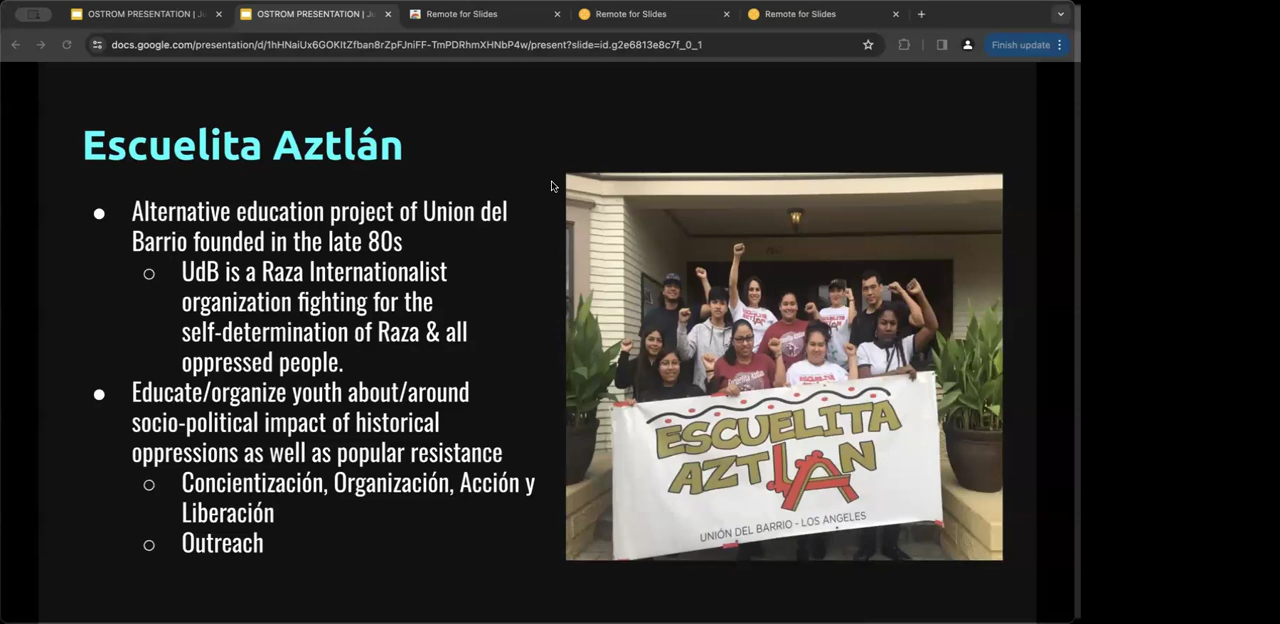 OSTROM PRESENTATION | Ju
OSTROM PRESENTATION | Ju
Remote for Slides
Remote for Slides
Remote for Slides
docs.google.com/presentation/d/1hHNaiUx6GOKItZfban8rZpFJniFF-TmPDRhmXHNbP4w/present?slide=id.g2e6813e8c7f_0_1
Finish update
Escuelita Aztlán
Alternative education project of Union del
Barrio founded in the late 80s
UdB is a Raza Internationalist
organization fighting for the
self-determination of Raza & all
oppressed people.
Educate/organize youth about/around
socio-political impact of historical
oppressions as well as popular resistance
Concientización, Organización, Acción y
Liberación
Outreach
ESCUELITA
AZTLAN
UNIÓN DEL BARRIO - LOS ANGELES